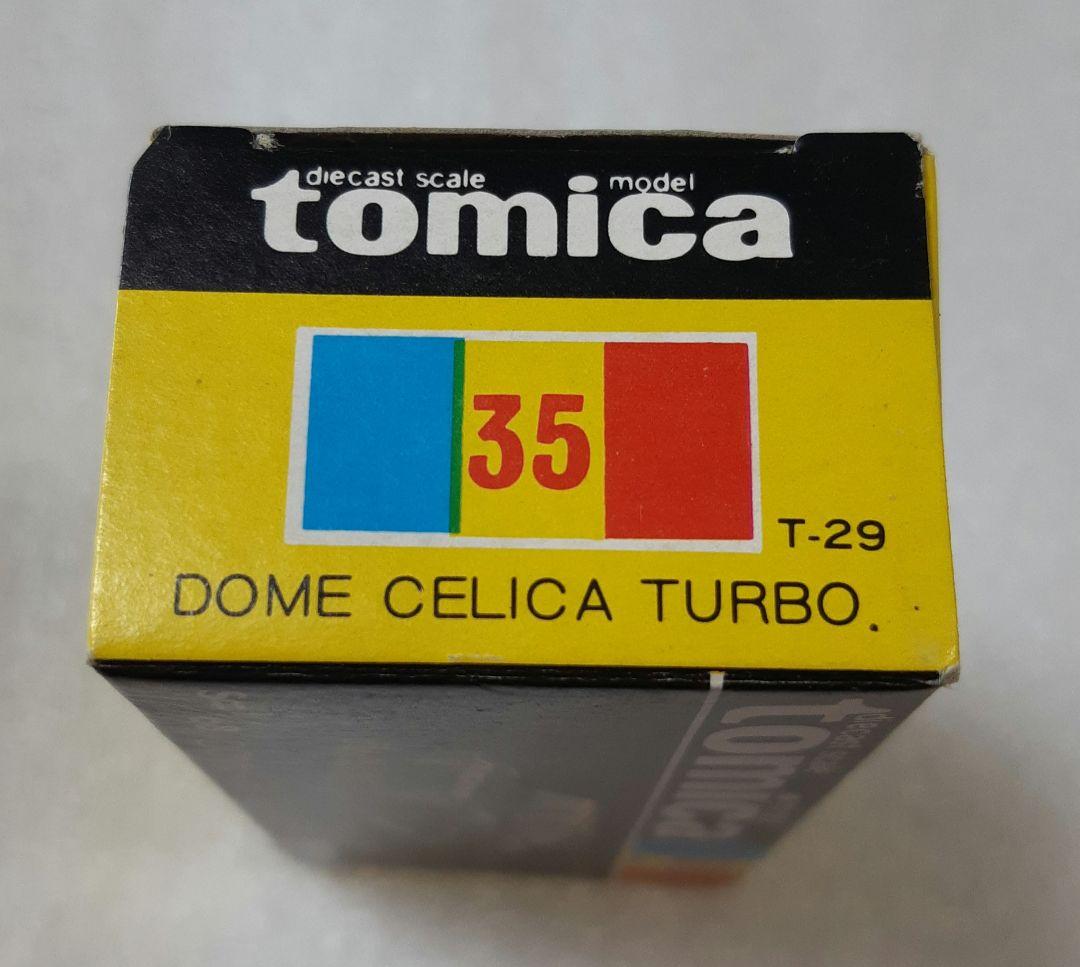 diecast scale model
tomica
35
T-29
DOME CELICA TURBO.
tomica